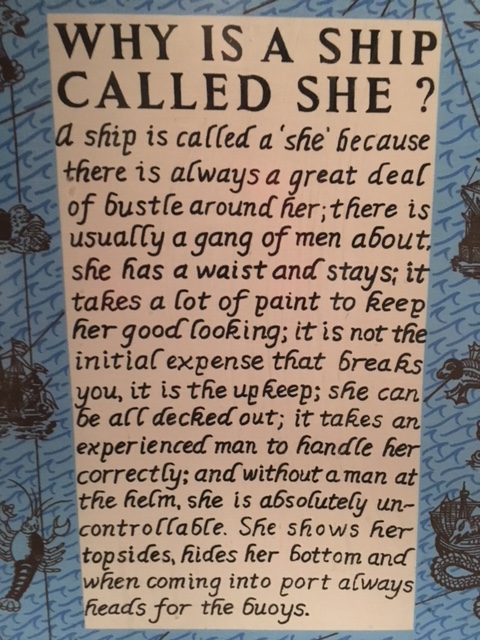 WHY IS A SHIP
CALLED SHE ?
A ship is called a 'she' because
there is always a great deal
of bustle around her; there is
usually a gang of men about,
she has a waist and stays; it
takes a lot of paint to keep
her good looking; it is not the
initial expense that breaks
you, it is the upkeep; she can
be all decked out; it takes an
experienced man to handle her
correctly; and without a man at
the helm, she is absolutely un-
controllable. She shows her
topsides, hides her bottom and
when coming into port always
heads for the buoys.